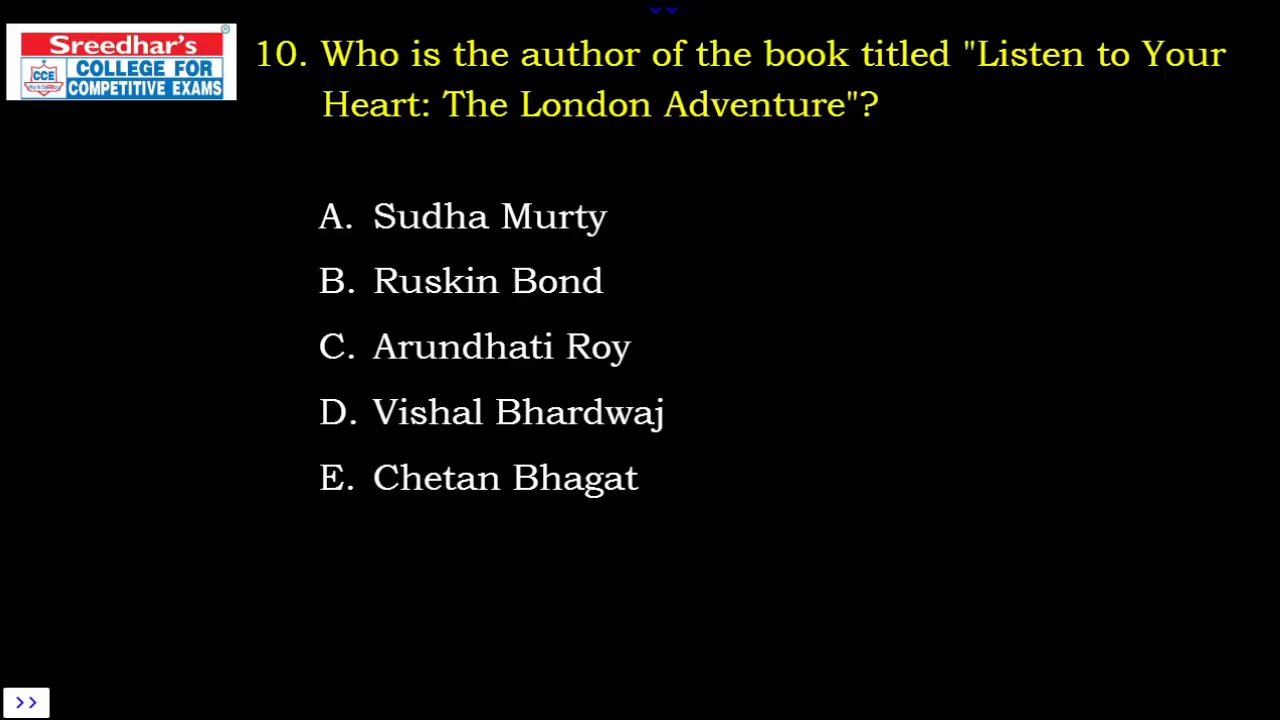 Sreedhar's
CCE
COLLEGE FOR
COMPETITIVE EXAMS
10. Who is the author of the book titled "Listen to Your
Heart: The London Adventure"?
A. Sudha Murty
B. Ruskin Bond
C. Arundhati Roy
D. Vishal Bhardwaj
E. Chetan Bhagat
>>